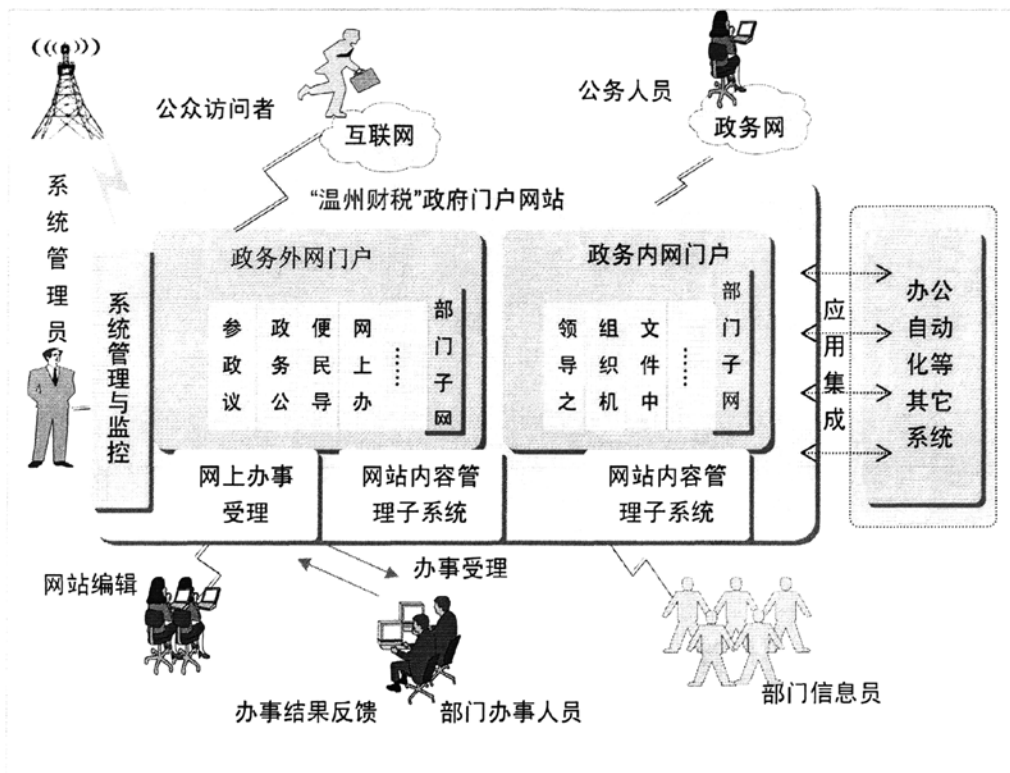 公众访问者
互联网
公务人员
政务网
系统管理员
"温州财税"政府门户网站
系统管理与监控
政务外网门户
参政议
政务公
便民导
网上办
……
部门子网
政务内网门户
领导之
组织机
文件中
……
部门子网
应用集成
办公
自动
化等
其它
系统
网上办事
受理
网站内容管
理子系统
网站内容管
理子系统
网站编辑
办事受理
办事结果反馈
部门办事人员
部门信息员